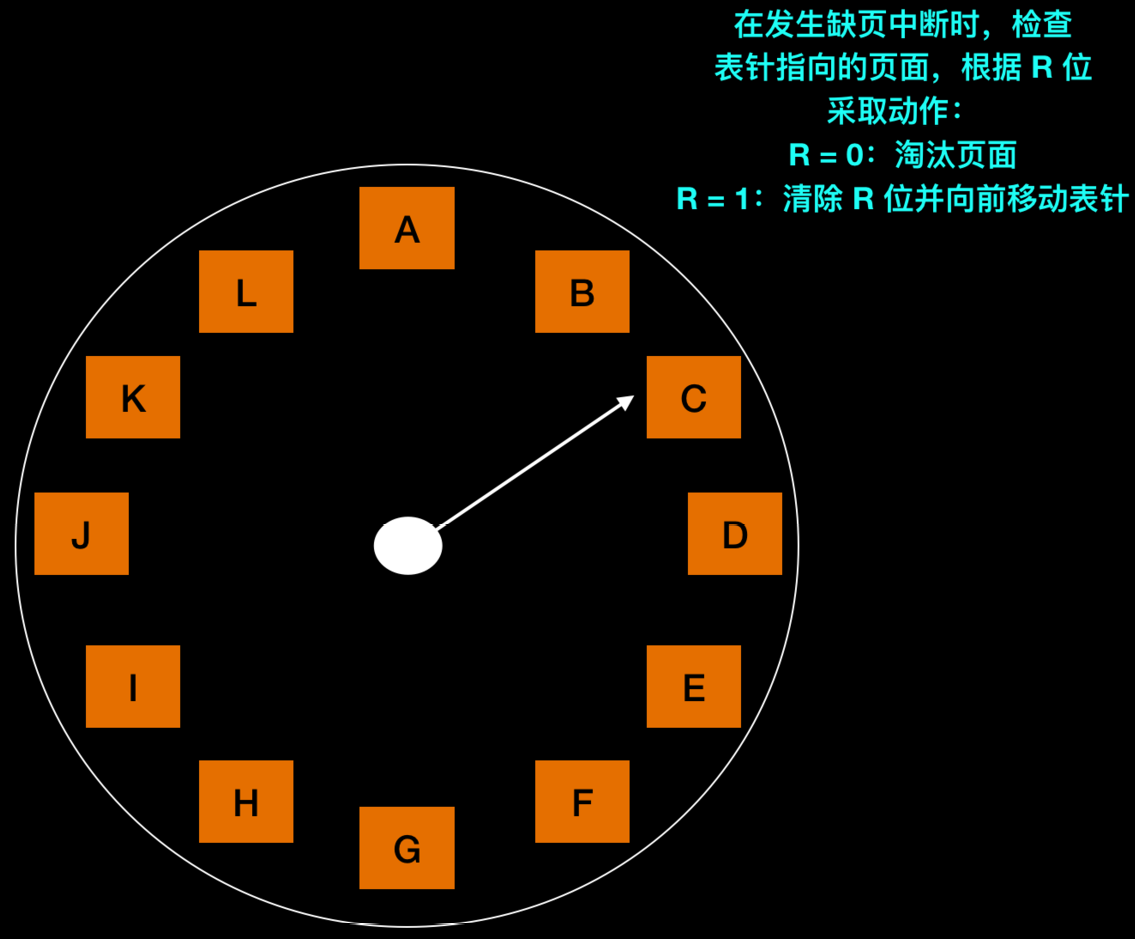 在发生缺页中断时，检查
表针指向的页面，根据 R 位
采取动作：
R = 0：淘汰页面
R = 1：清除 R 位并向前移动表针
A
L
B
K
C
J
D
I
E
H
F
G